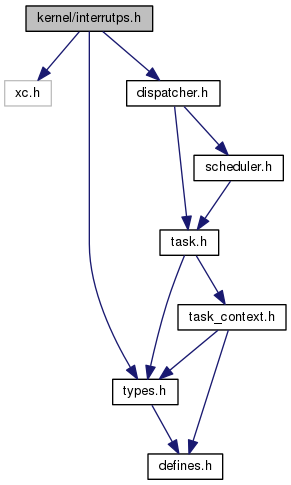 kernel/interrutps.h
xc.h
dispatcher.h
scheduler.h
task.h
task_context.h
types.h
defines.h